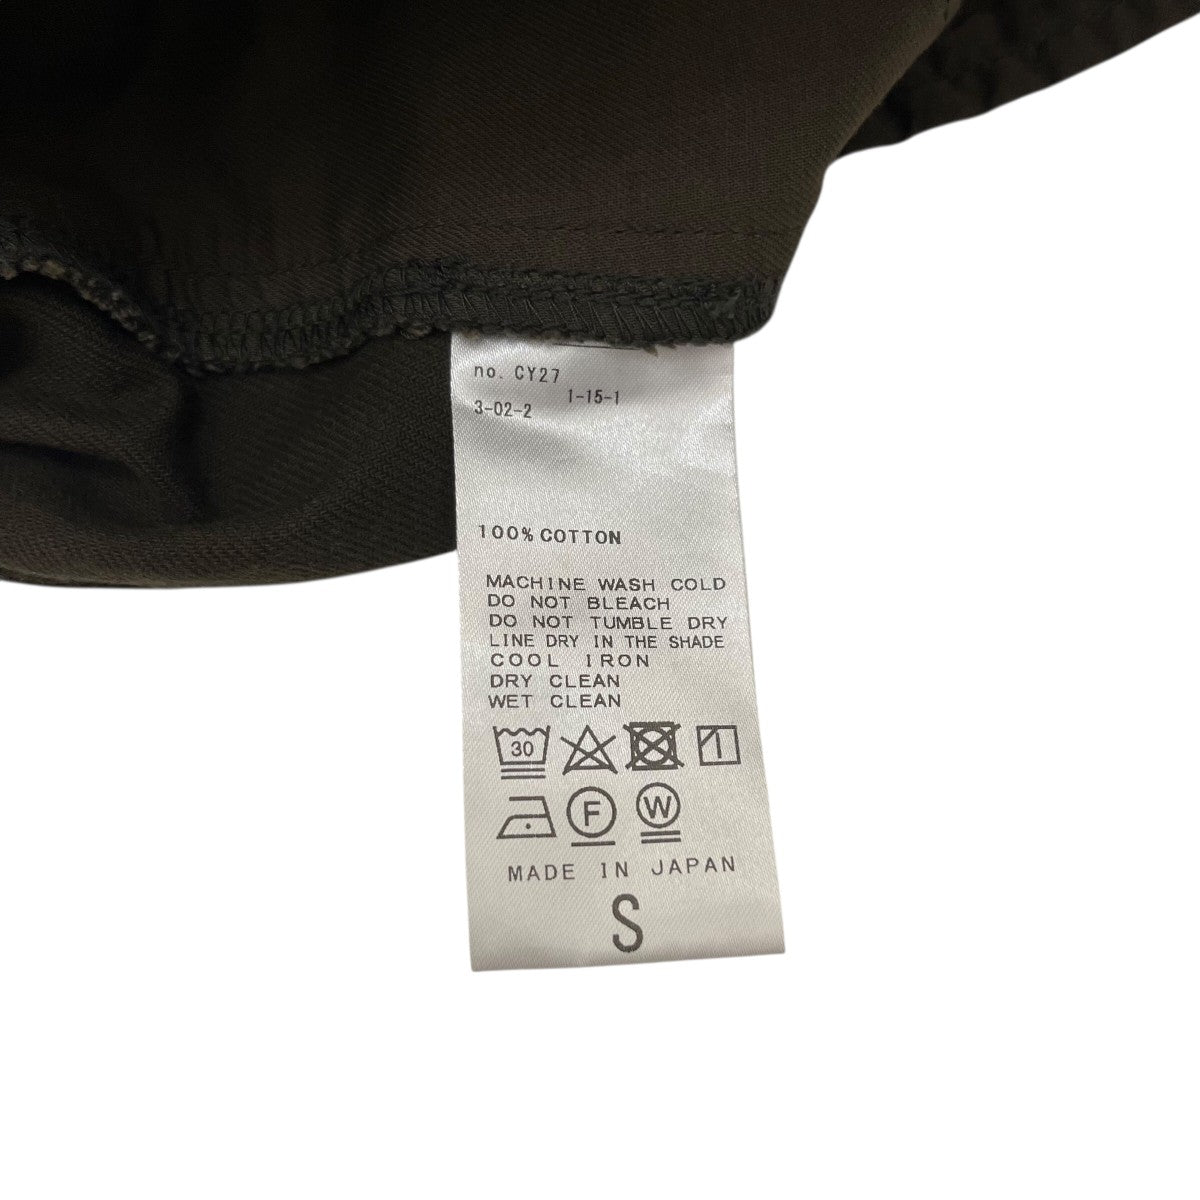 no. CY27
1-15-1
3-02-2
100% COTTON
MACHINE WASH COLD
DO NOT BLEACH
DO NOT TUMBLE DRY
LINE DRY IN THE SHADE
COOL IRON
DRY CLEAN
WET CLEAN
30
F W
MADE IN JAPAN
S